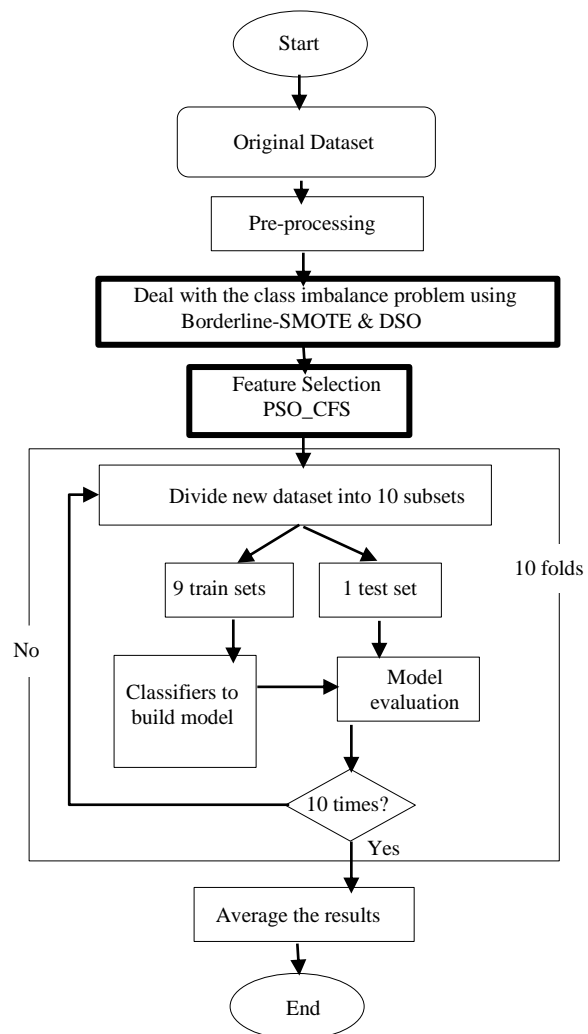 Start
Original Dataset
Pre-processing
Deal with the class imbalance problem using
Borderline-SMOTE & DSO
Feature Selection
PSO_CFS
Divide new dataset into 10 subsets
10 folds
9 train sets
1 test set
No
Classifiers to
build model
Model
evaluation
10 times?
Yes
Average the results
End